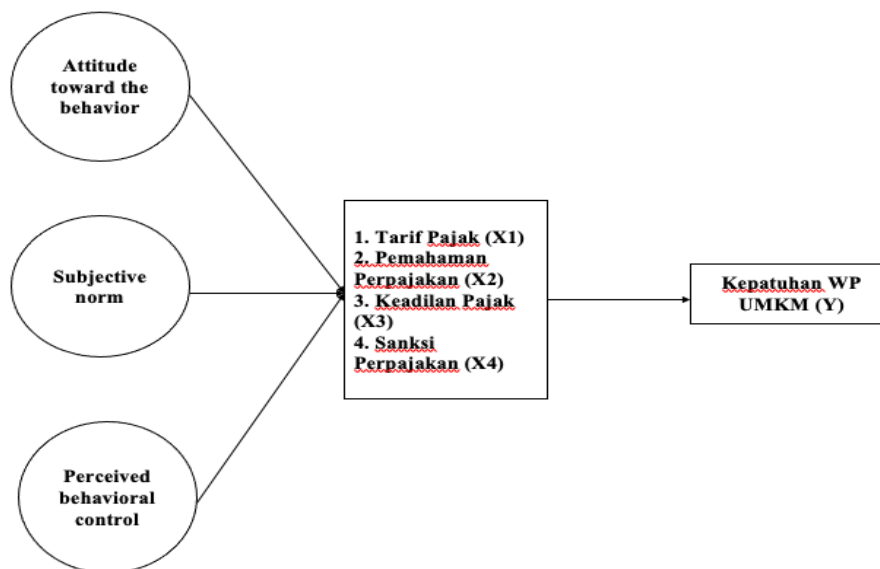 Attitude
toward the
behavior
Subjective
norm
Perceived
behavioral
control
1. Tarif Pajak (X1)
2. Pemahaman
Perpajakan (X2)
3. Keadilan Pajak
(X3)
4. Sanksi
Perpajakan (X4)
Kepatuhan WP
UMKM (Y)